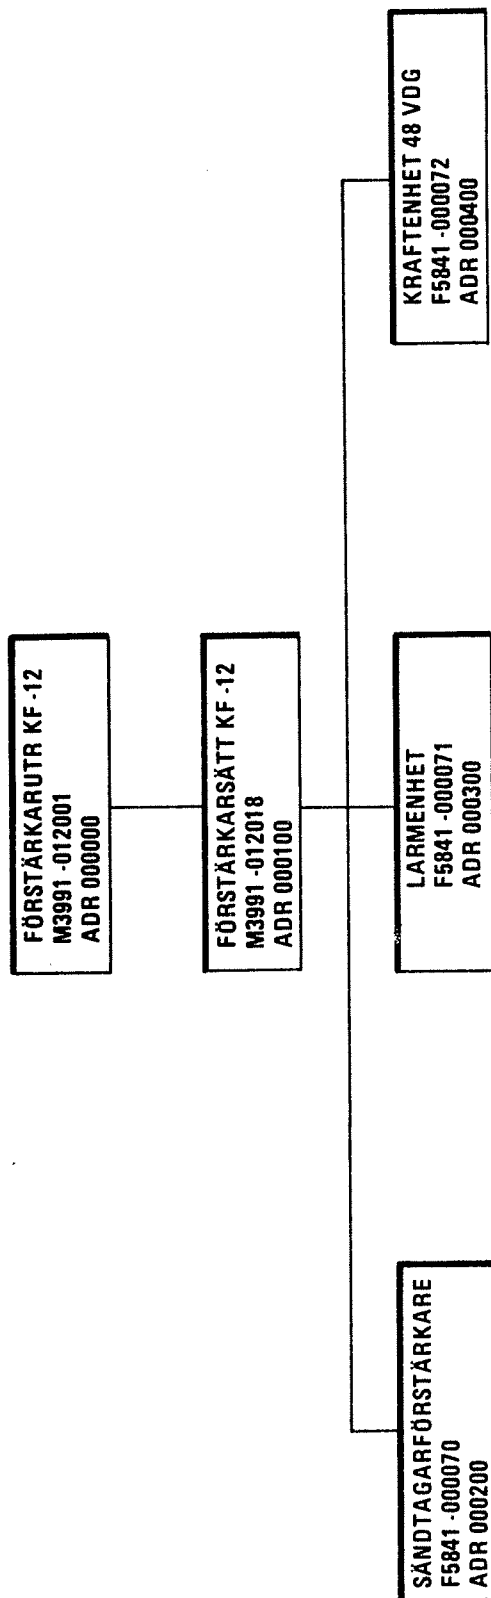 FÖRSTÄRKARUTR KF-12
M3991-012001
ADR 000000
FÖRSTÄRKARSÄTT KF-12
M3991-012018
ADR 000100
SÄNDTAGARFÖRSTÄRKARE
F5841-000070
ADR 000200
LARMENHET
F5841-000071
ADR 000300
KRAFTENHET 48 VDG
F5841-000072
ADR 000400